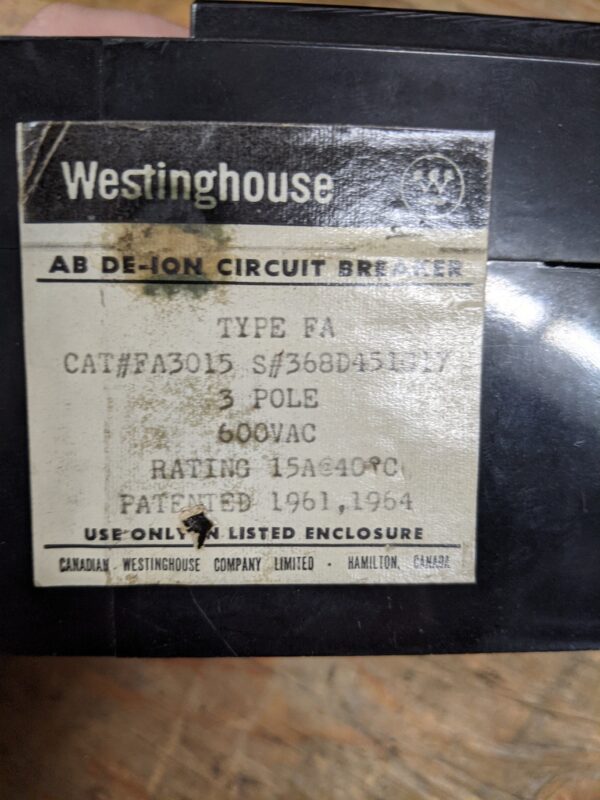 Westinghouse W
AB DE-ION CIRCUIT BREAKER
TYPE FA
CAT#FA3015
3 POLE
600VAC
RATING 15A@40°C
PATENTED 1961,1964
USE ONLY IN LISTED ENCLOSURE
CANADIAN WESTINGHOUSE COMPANY LIMITED · HAMILTON, CANADA